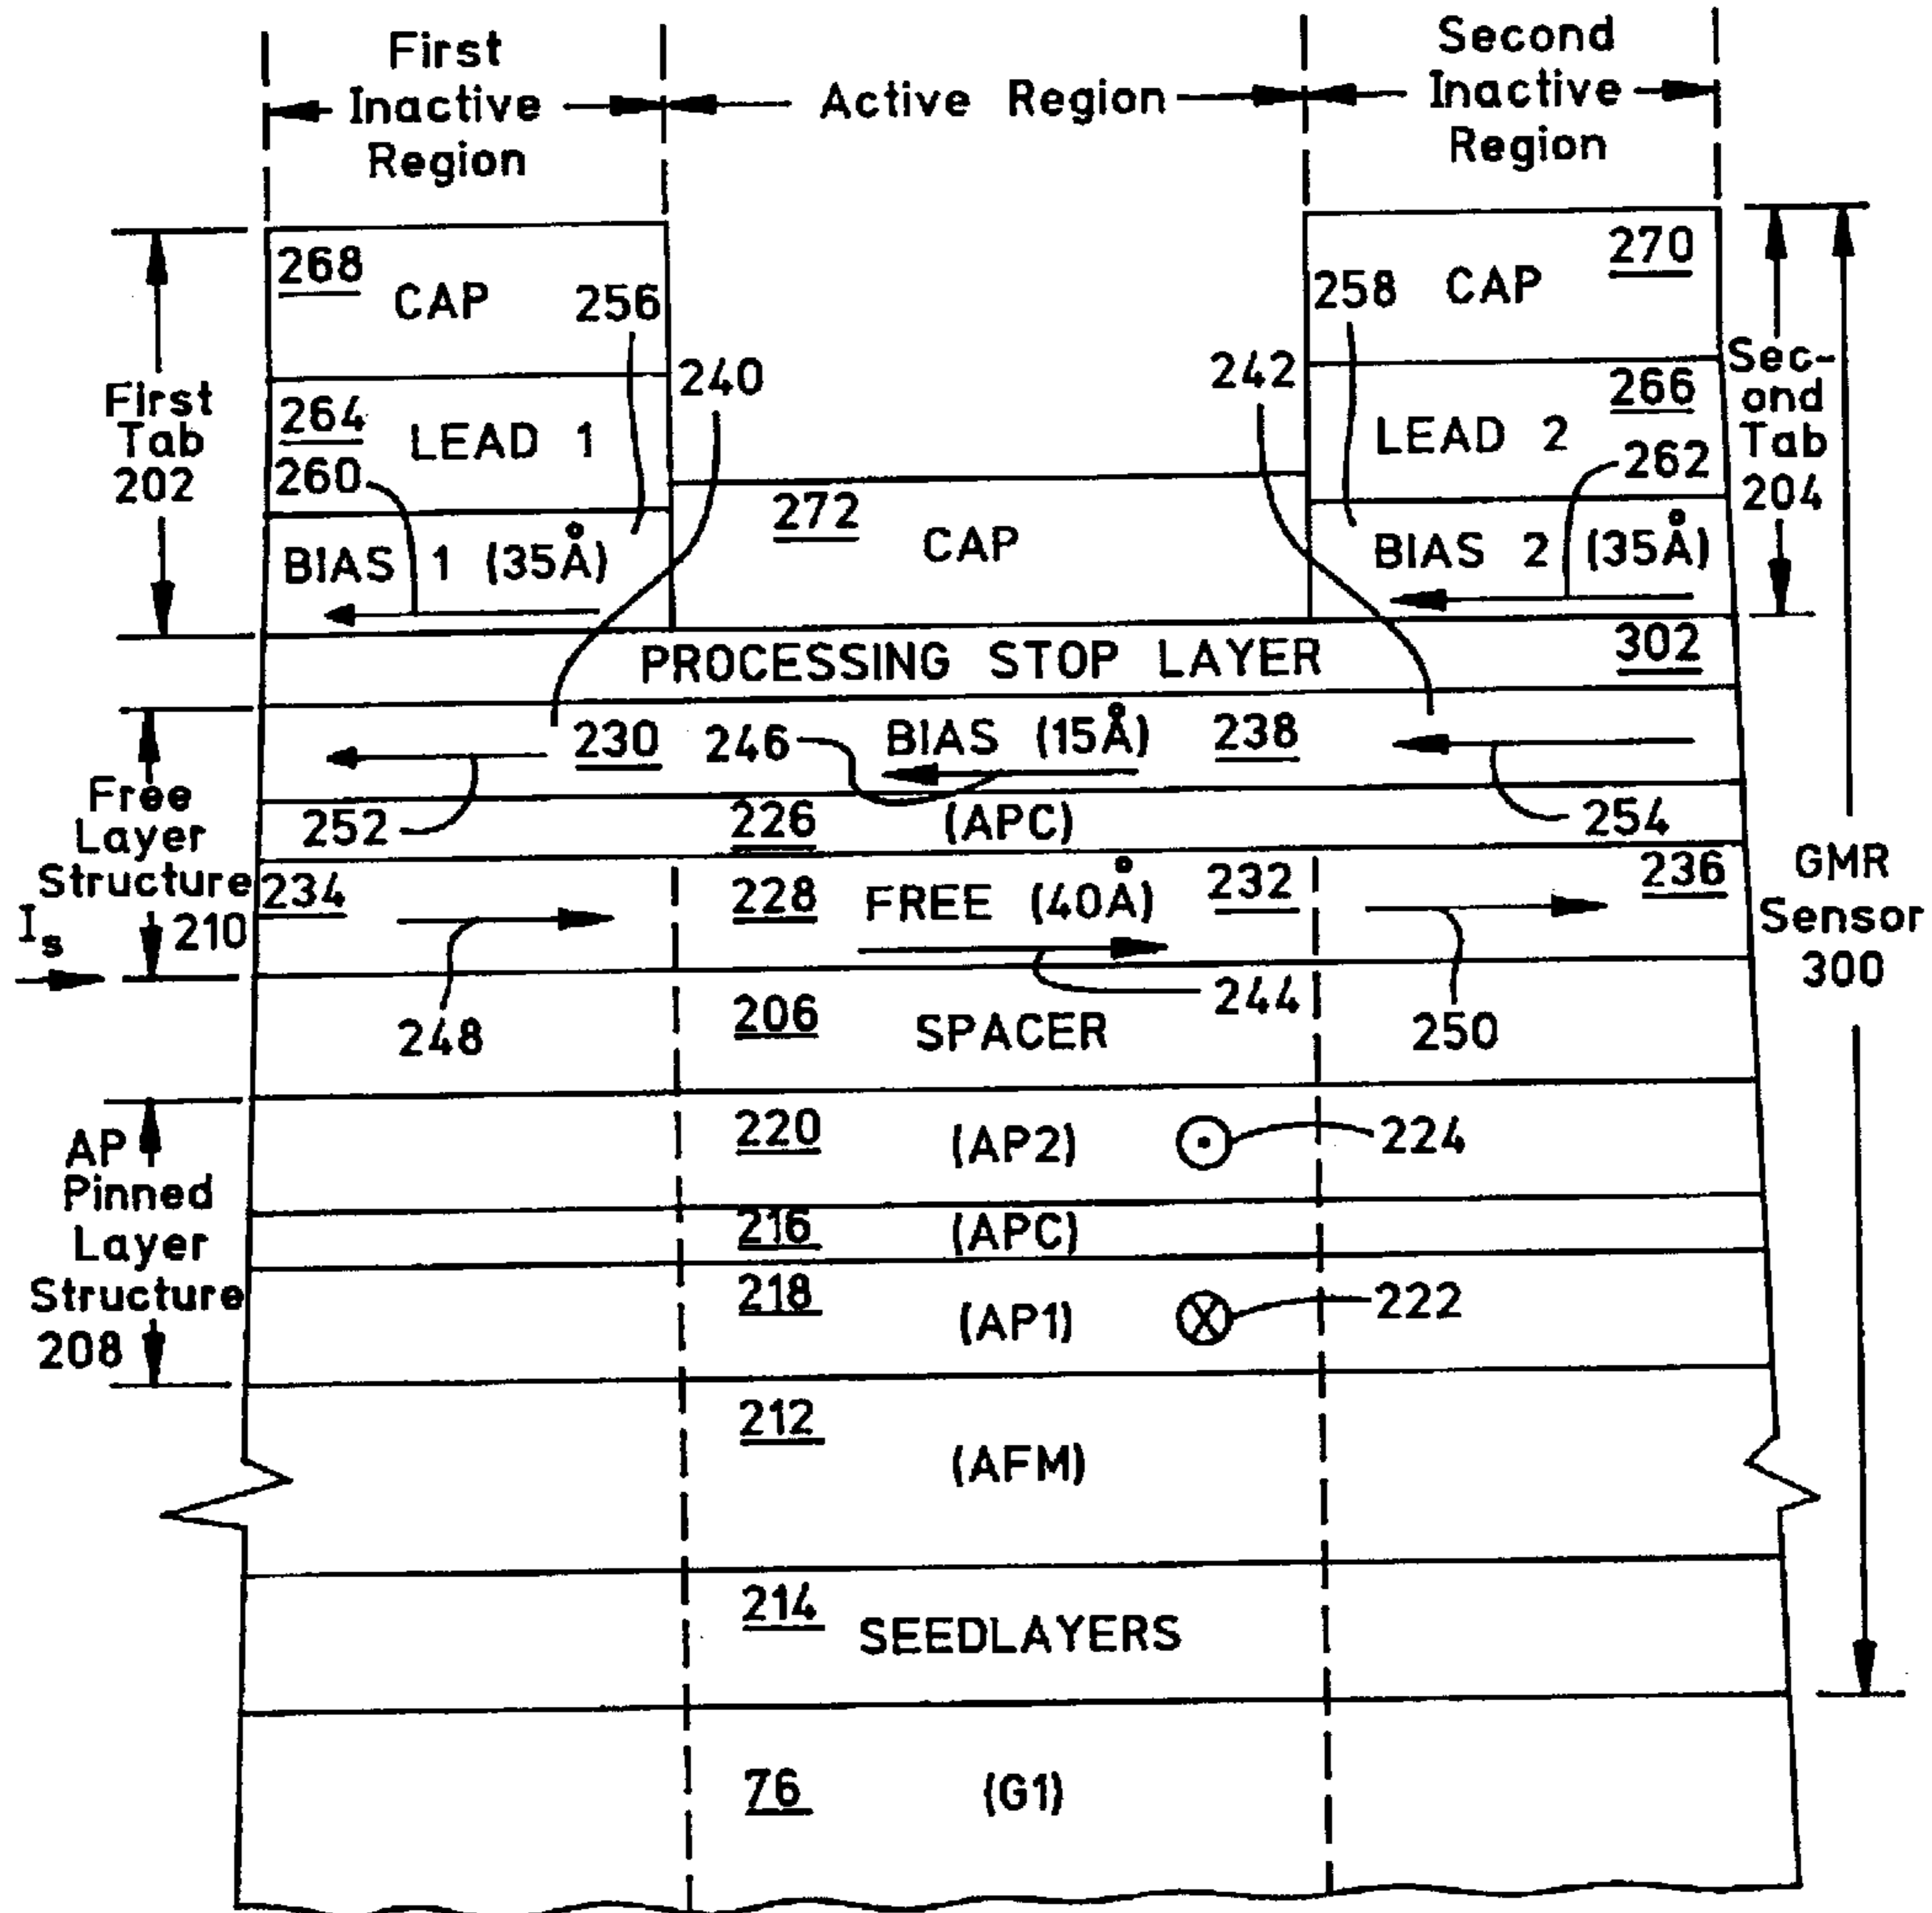 First
Inactive
Region
Active Region
Second
Inactive
Region
268
CAP
256
258
CAP
270
240
242
First
Tab
202
264
LEAD 1
260
LEAD 2
266
262
Sec-
ond
Tab
204
272
CAP
BIAS 1 (35Å)
BIAS 2 (35Å)
PROCESSING STOP LAYER
302
230
246
BIAS (15Å)
238
252
226
(APC)
254
Free
Layer
Structure
210
234
228
FREE (40Å)
232
236
GMR
Sensor
300
Is
248
206
SPACER
244
250
AP
Pinned
Layer
Structure
208
220
(AP2)
224
216
(APC)
218
(AP1)
222
212
(AFM)
214
SEEDLAYERS
76
(G1)